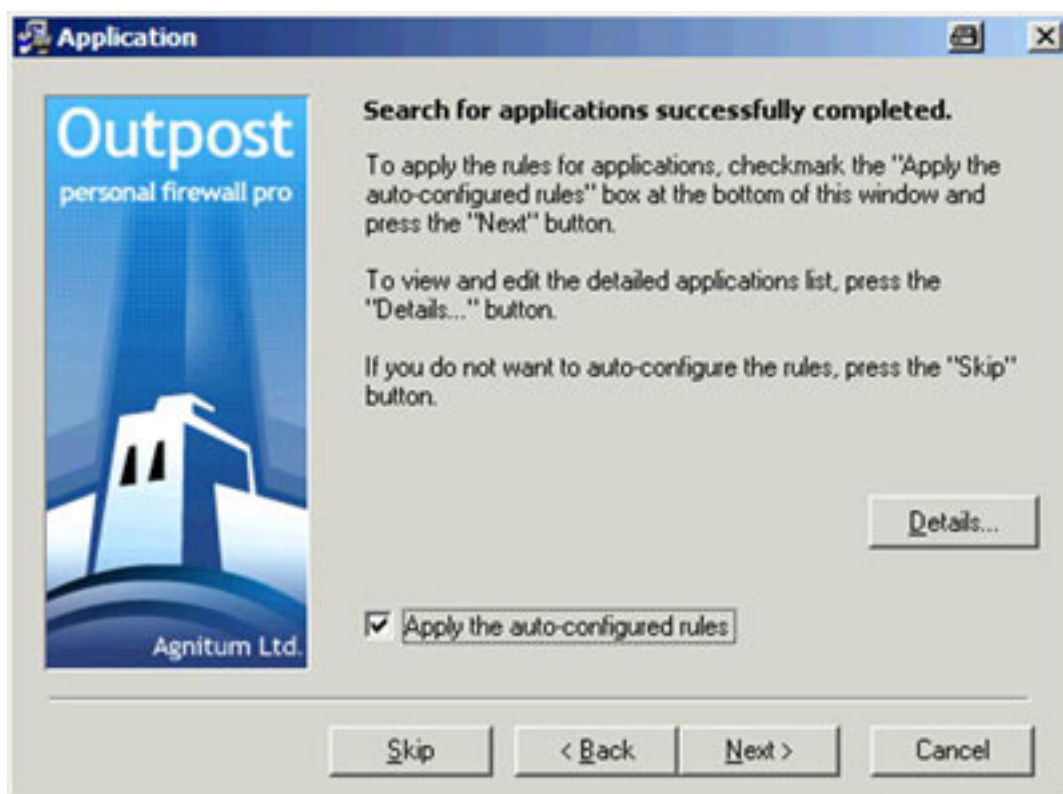 Application
Outpost
personal firewall pro
Agnitum Ltd.
Search for applications successfully completed.
To apply the rules for applications, checkmark the "Apply the
auto-configured rules" box at the bottom of this window and
press the "Next" button.
To view and edit the detailed applications list, press the
"Details..." button.
If you do not want to auto-configure the rules, press the "Skip"
button.
Details...
Apply the auto-configured rules
Skip
< Back
Next >
Cancel